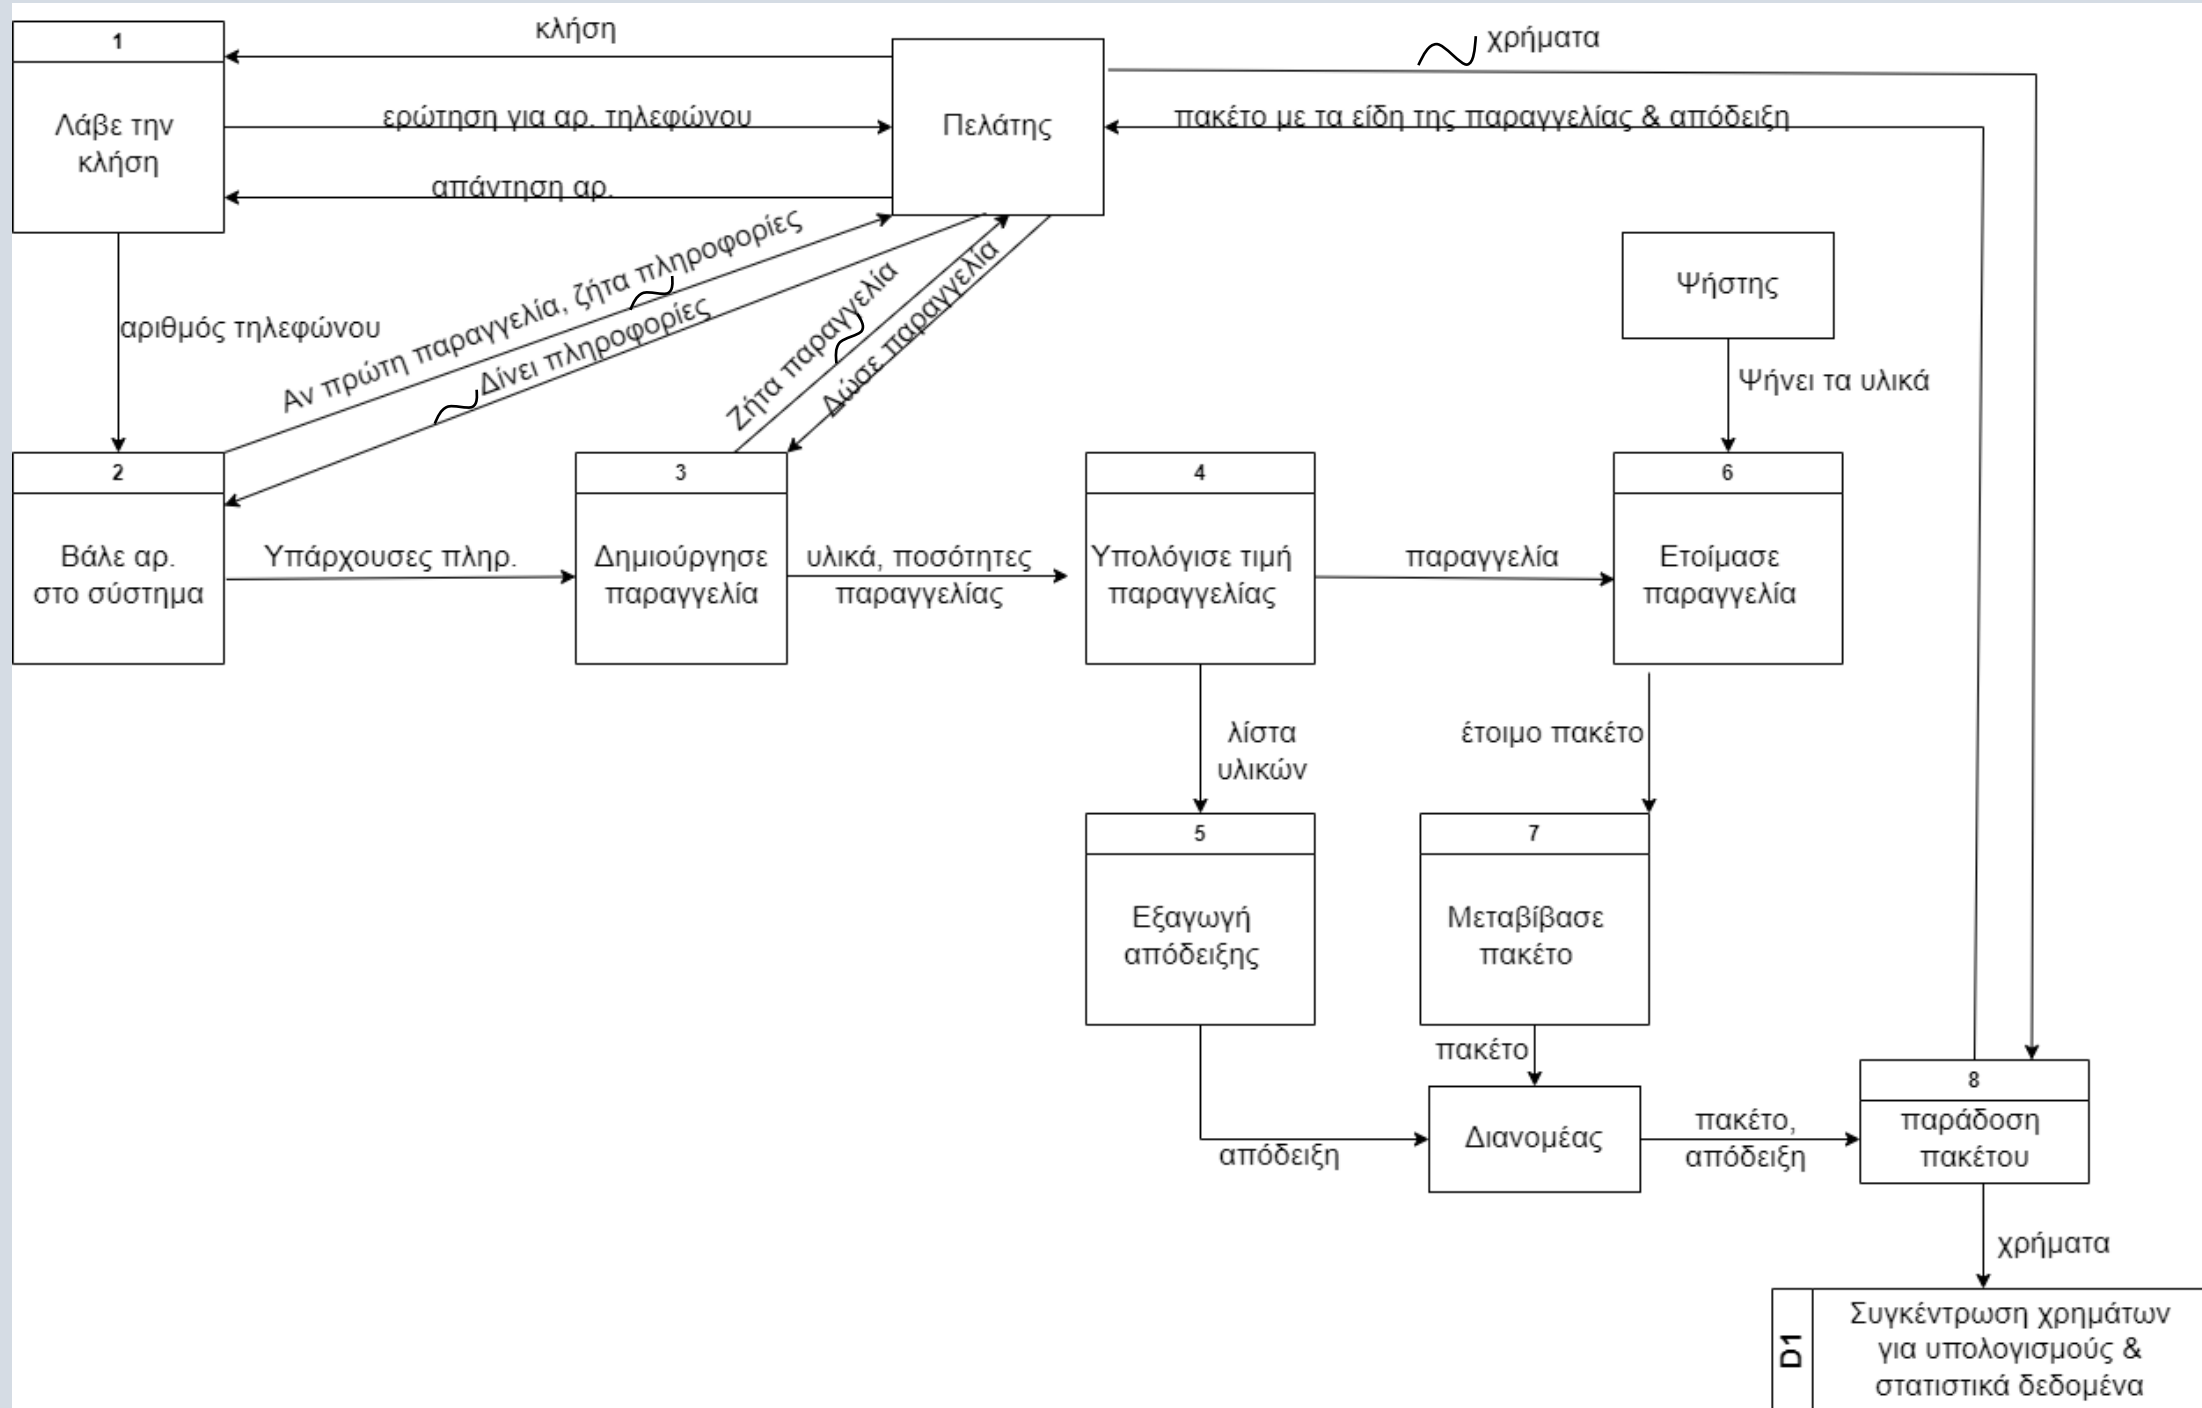 κλήση
χρήματα
1
Λάβε την
κλήση
ερώτηση για αρ. τηλεφώνου
Πελάτης
πακέτο με τα είδη της παραγγελίας & απόδειξη
απάντηση αρ.
Αν πρώτη παραγγελία, ζήτα πληροφορίες
Δίνει πληροφορίες
Ζήτα παραγγελία
Δώσε παραγγελία
Ψήστης
αριθμός τηλεφώνου
Ψήνει τα υλικά
2
Βάλε αρ.
στο σύστημα
Υπάρχουσες πληρ.
3
Δημιούργησε
παραγγελία
υλικά, ποσότητες
παραγγελίας
4
Υπολόγισε τιμή
παραγγελίας
παραγγελία
6
Ετοίμασε
παραγγελία
λίστα
υλικών
έτοιμο πακέτο
5
Εξαγωγή
απόδειξης
7
Μεταβίβασε
πακέτο
πακέτο
απόδειξη
Διανομέας
πακέτο,
απόδειξη
8
παράδοση
πακέτου
χρήματα
D1
Συγκέντρωση χρημάτων
για υπολογισμούς &
στατιστικά δεδομένα